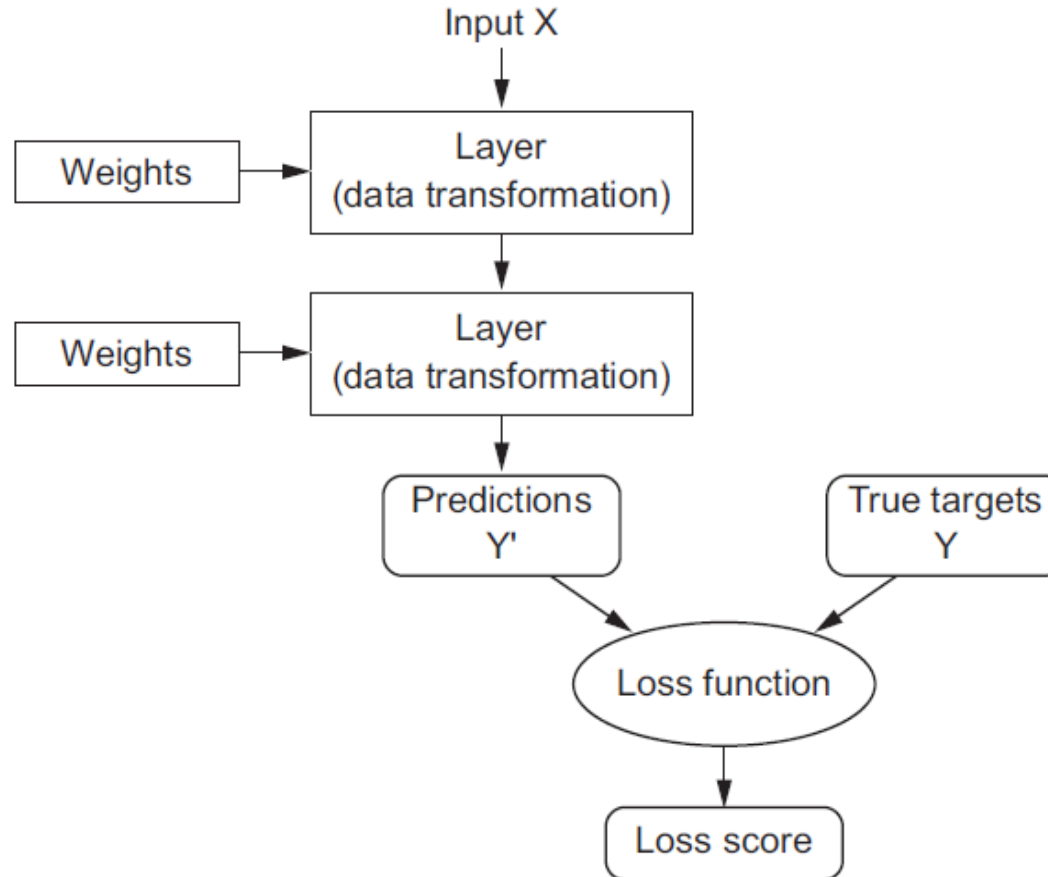 Input X
Weights
Layer
(data transformation)
Weights
Layer
(data transformation)
Predictions
Y'
True targets
Y
Loss function
Loss score